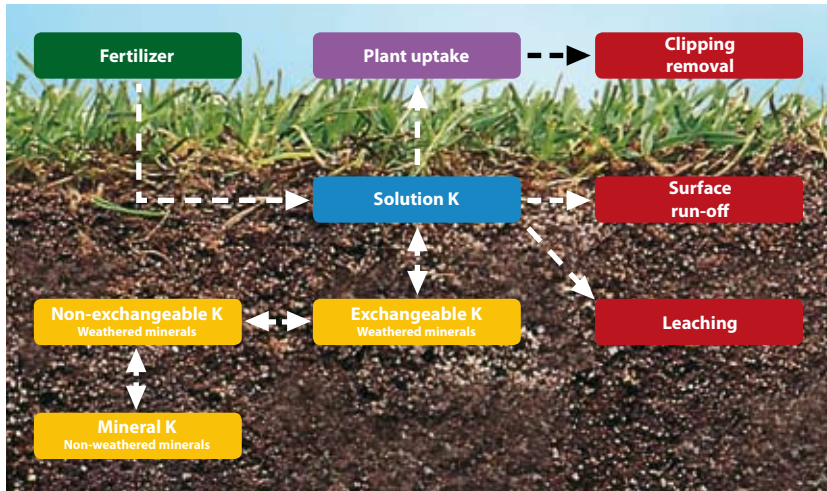 Fertilizer
Plant uptake
Clipping
removal
Solution K
Surface
run-off
Non-exchangeable K
Weathered minerals
Exchangeable K
Weathered minerals
Leaching
Mineral K
Non-weathered minerals